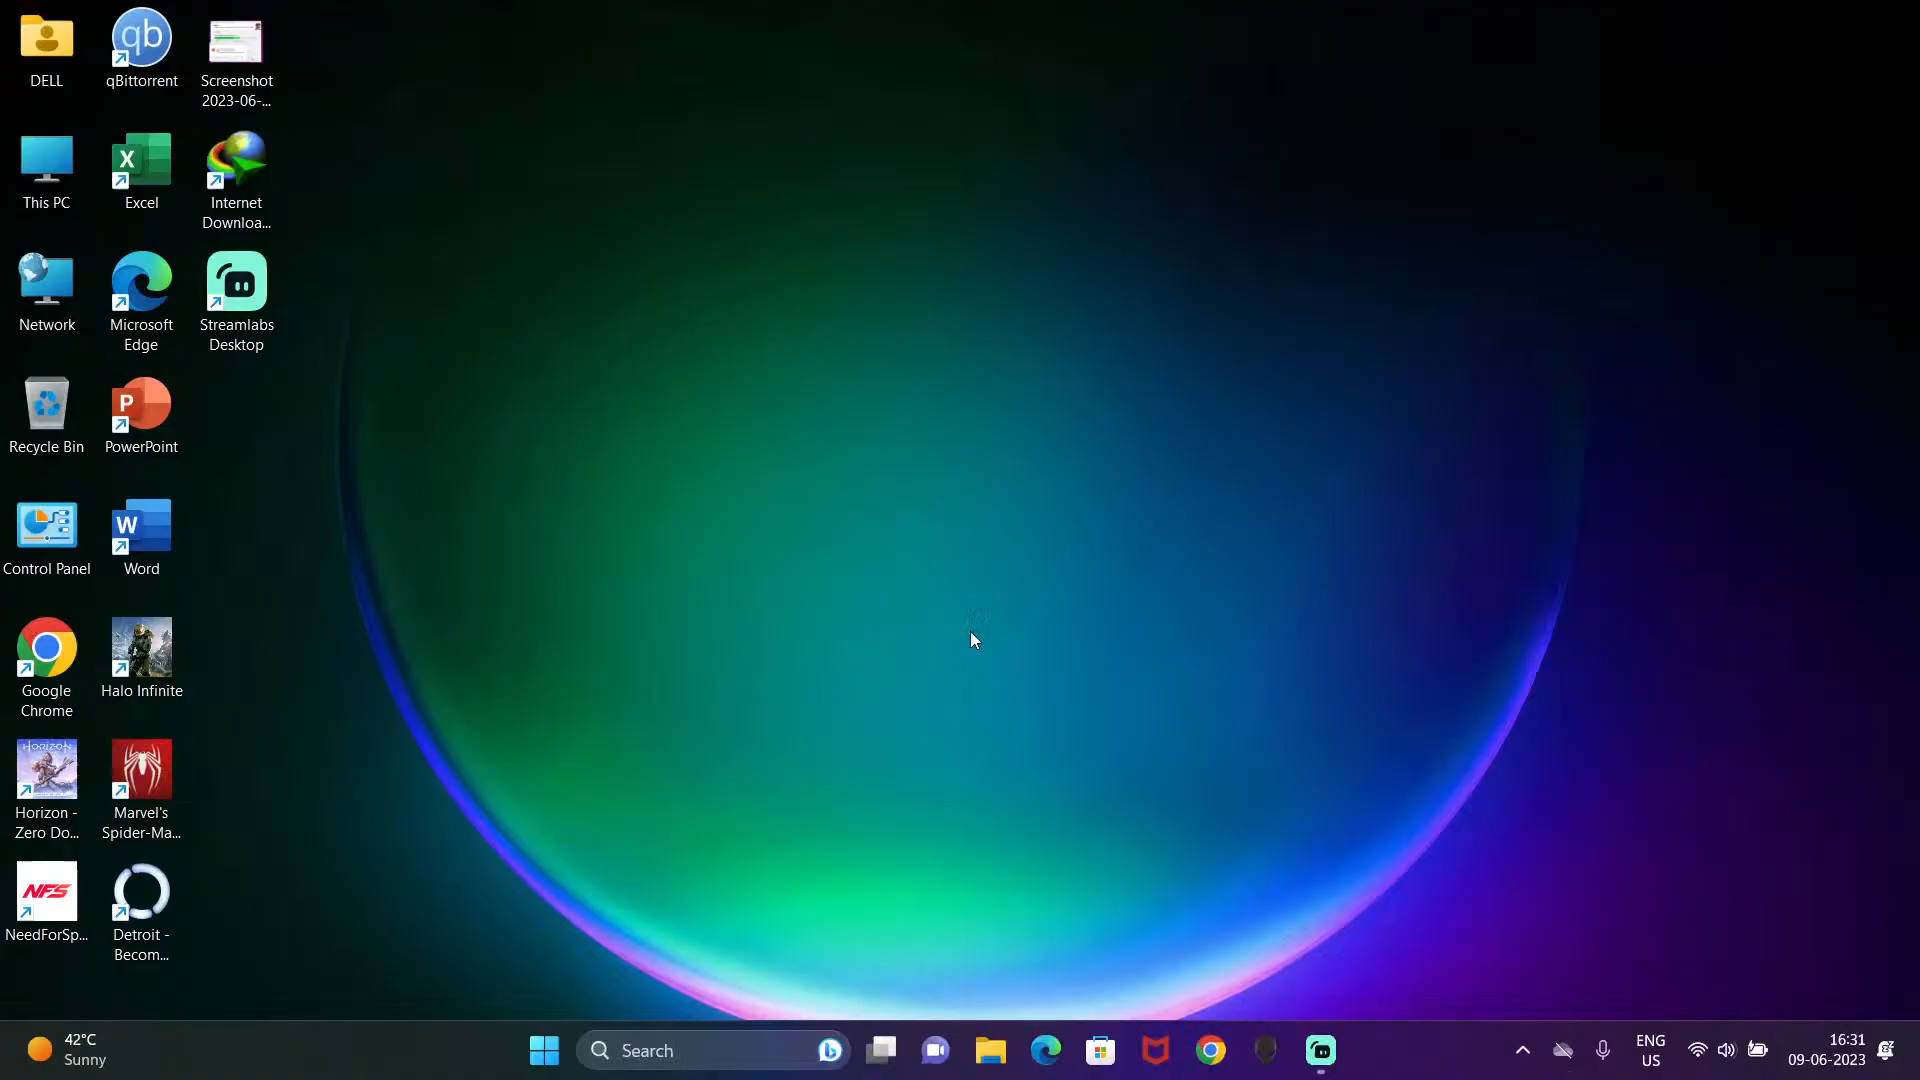 DELL
qBittorrent
Screenshot
2023-06-...
This PC
Excel
Internet
Downloa...
Network
Microsoft
Edge
Streamlabs
Desktop
Recycle Bin
PowerPoint
Control Panel
Word
Google
Chrome
Halo Infinite
Horizon -
Zero Do...
Marvel's
Spider-Ma...
NFS
NeedForSp...
Detroit -
Becom...
42°C
Sunny
Search
ENG
US
16:31
09-06-2023